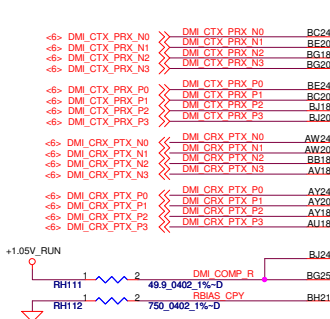 <6> DMI_CTX_PRX_N0 DMI_CTX_PRX_N0 BC24
<6> DMI_CTX_PRX_N1 DMI_CTX_PRX_N1 BE20
<6> DMI_CTX_PRX_N2 DMI_CTX_PRX_N2 BG18
<6> DMI_CTX_PRX_N3 DMI_CTX_PRX_N3 BG20
<6> DMI_CTX_PRX_P0 DMI_CTX_PRX_P0 BE24
<6> DMI_CTX_PRX_P1 DMI_CTX_PRX_P1 BC20
<6> DMI_CTX_PRX_P2 DMI_CTX_PRX_P2 BJ18
<6> DMI_CTX_PRX_P3 DMI_CTX_PRX_P3 BJ20
<6> DMI_CRX_PTX_N0 DMI_CRX_PTX_N0 AW24
<6> DMI_CRX_PTX_N1 DMI_CRX_PTX_N1 AW20
<6> DMI_CRX_PTX_N2 DMI_CRX_PTX_N2 BB18
<6> DMI_CRX_PTX_N3 DMI_CRX_PTX_N3 AV18
<6> DMI_CRX_PTX_P0 DMI_CRX_PTX_P0 AY24
<6> DMI_CRX_PTX_P1 DMI_CRX_PTX_P1 AY20
<6> DMI_CRX_PTX_P2 DMI_CRX_PTX_P2 AY18
<6> DMI_CRX_PTX_P3 DMI_CRX_PTX_P3 AU18
+1.05V_RUN
BJ24
1 2 DMI_COMP_R BG25
RH111 49.9_0402_1%~D
1 2 RBIAS_CPY BH21
RH112 750_0402_1%~D